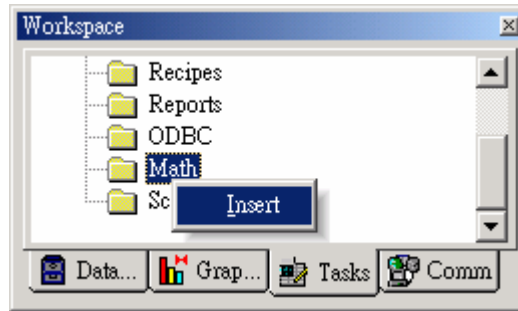 Workspace
Recipes
Reports
ODBC
Math
Sc
Insert
Data... Grap... Tasks Comm